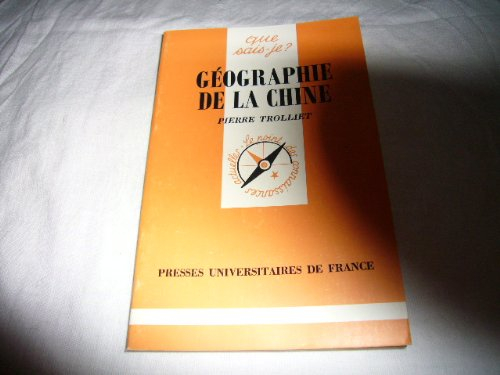 que
sais-je?
GÉOGRAPHIE
DE LA CHINE
PIERRE TROLLIET
le point des connaissances actuelles
PRESSES UNIVERSITAIRES DE FRANCE